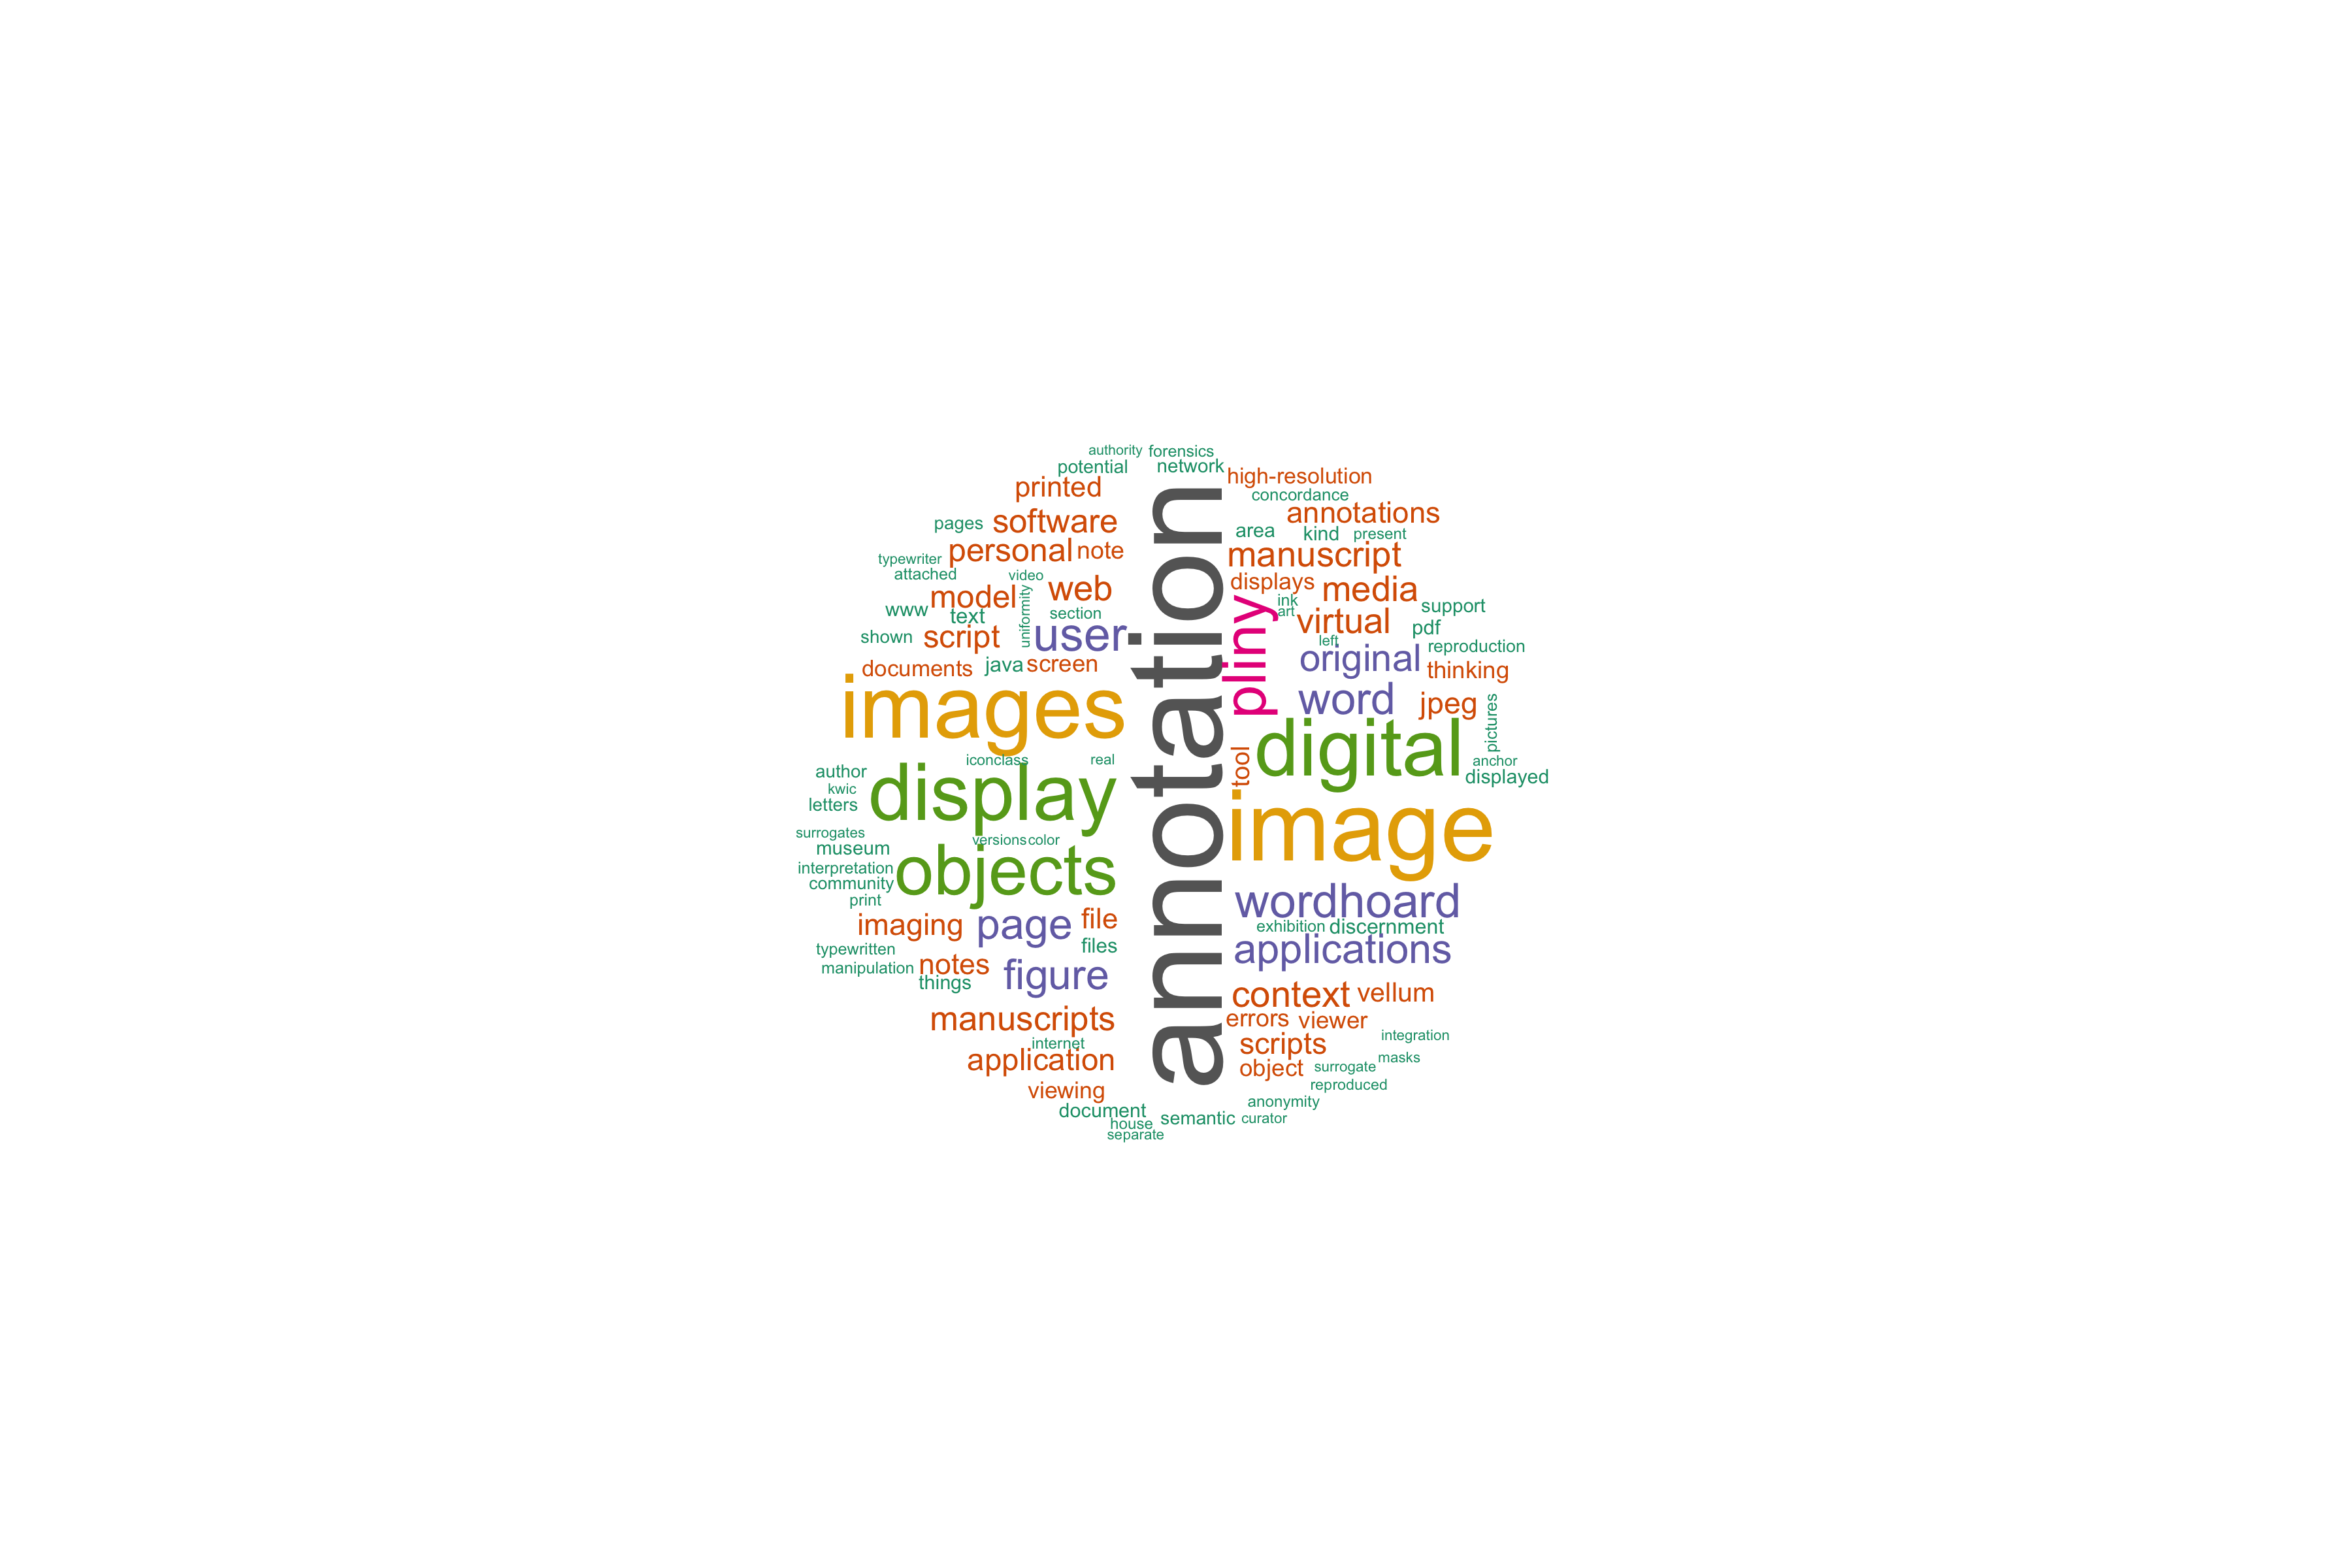 authority forensics
potential network
high-resolution
printed
concordance
annotations
pages software
area kind present
personal note
manuscript
typewriter
attached video
displays media
model web
ink
art
support
www text section
uniformity
virtual
pdf
shown script user
left
reproduction
original
documents java screen
thinking
pliny
images
word jpeg
pictures
annotation
digital
tool
iconclass real
anchor
author
displayed
kwic
display
letters
image
surrogates
versions color
museum
interpretation
objects
community
print
wordhoard
imaging page file
exhibition discernment
typewritten files
applications
manipulation notes
things figure
context vellum
manuscripts
errors viewer
internet
scripts integration
application
masks
object surrogate
viewing
reproduced
document
anonymity
house semantic curator
separate